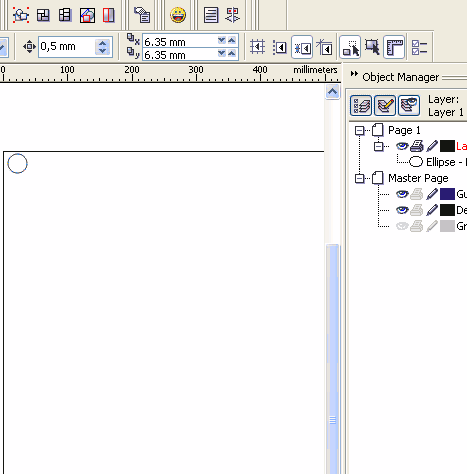 0,5 mm
x 6.35 mm
y 6.35 mm
0 100 200 300 400 millimeters
Object Manager
Layer:
Layer 1
Page 1
La
Ellipse -
Master Page
Gu
De
Gr